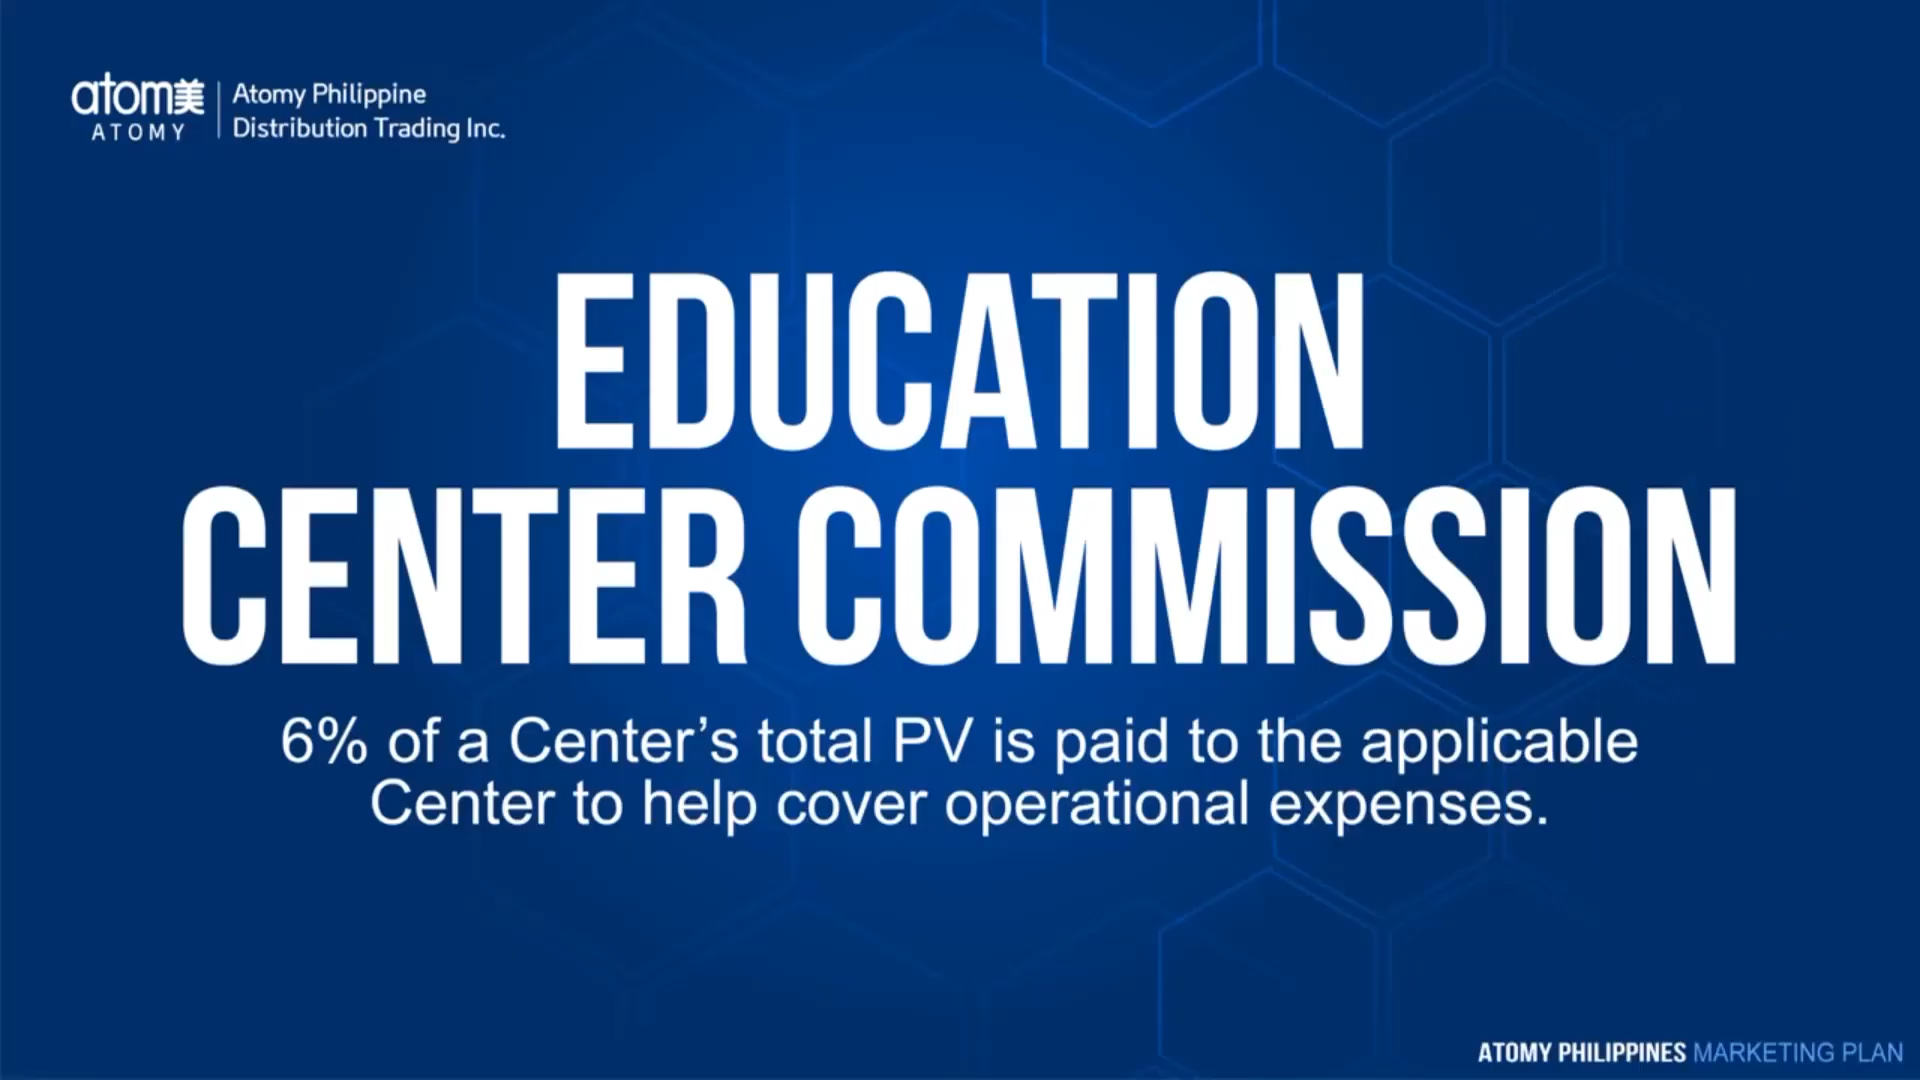 atom美
ATOMY
Atomy Philippine
Distribution Trading Inc.
EDUCATION
CENTER COMMISSION
6% of a Center’s total PV is paid to the applicable
Center to help cover operational expenses.
ATOMY PHILIPPINES MARKETING PLAN